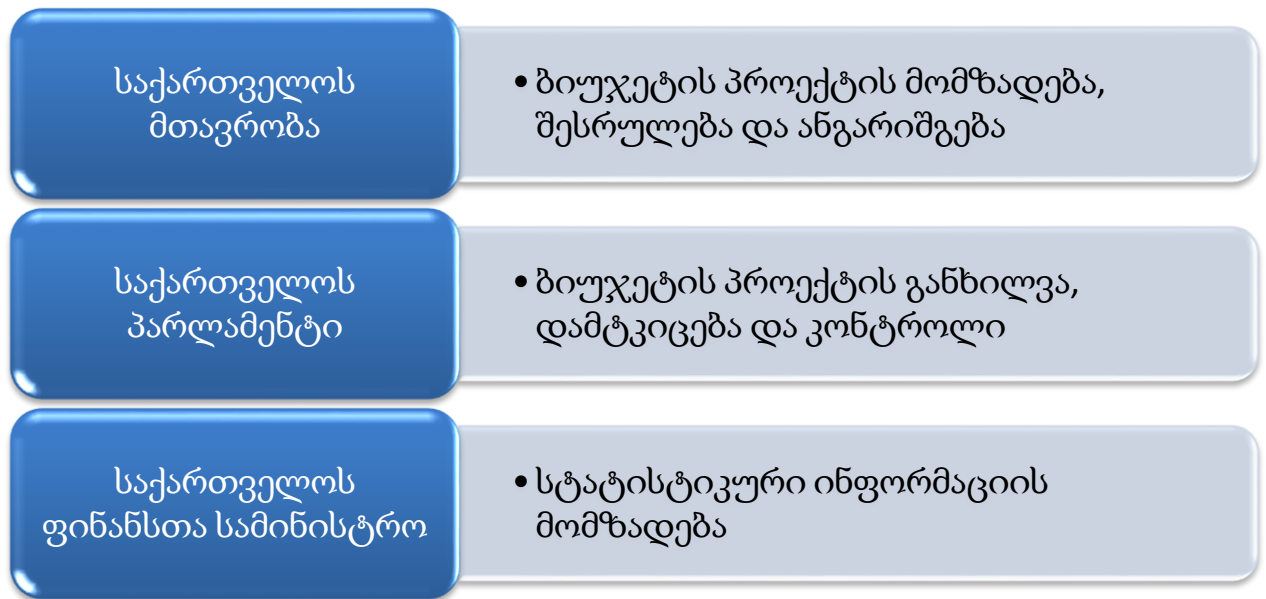 საქართველოს
მთავრობა
• ბიუჯეტის პროექტის მომზადება,
შესრულება და ანგარიშგება
საქართველოს
პარლამენტი
• ბიუჯეტის პროექტის განხილვა,
დამტკიცება და კონტროლი
საქართველოს
ფინანსთა სამინისტრო
• სტატისტიკური ინფორმაციის
მომზადება